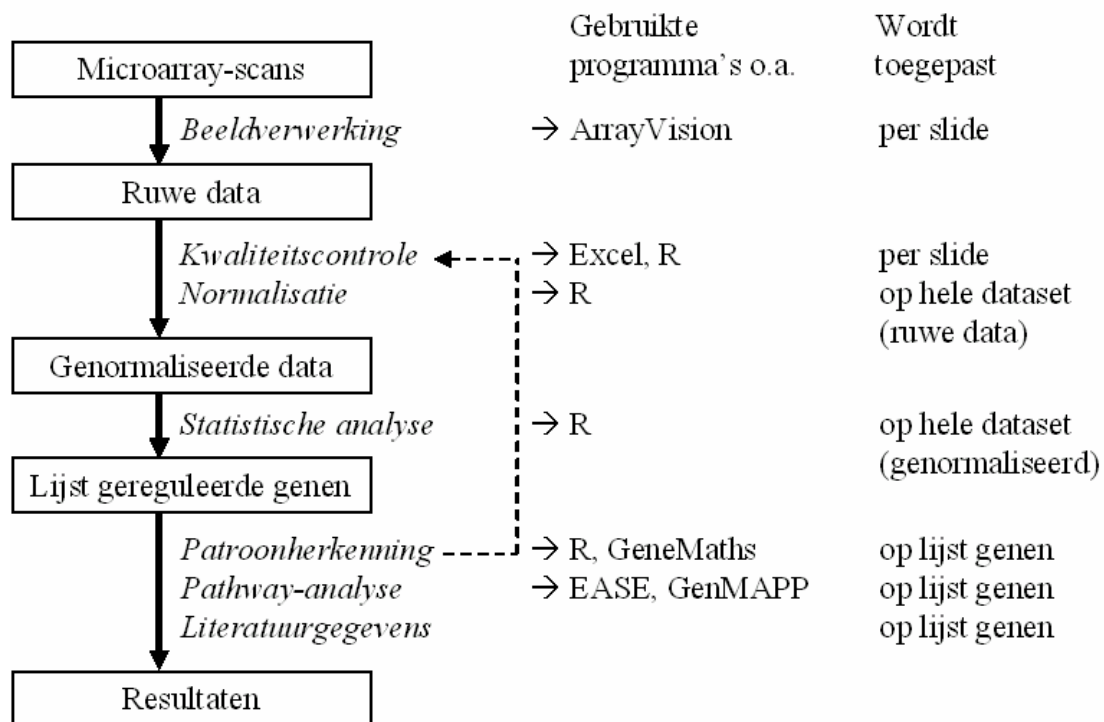 Gebruikte
programma's o.a.
Wordt
toegepast
Microarray-scans
Beeldverwerking → ArrayVision per slide
Ruwe data
Kwaliteitscontrole → Excel, R per slide
Normalisatie → R op hele dataset
(ruwe data)
Genormaliseerde data
Statistische analyse → R op hele dataset
(genormaliseerd)
Lijst gereguleerde genen
Patroonherkenning → R, GeneMaths op lijst genen
Pathway-analyse → EASE, GenMAPP op lijst genen
Literatuurgegevens op lijst genen
Resultaten